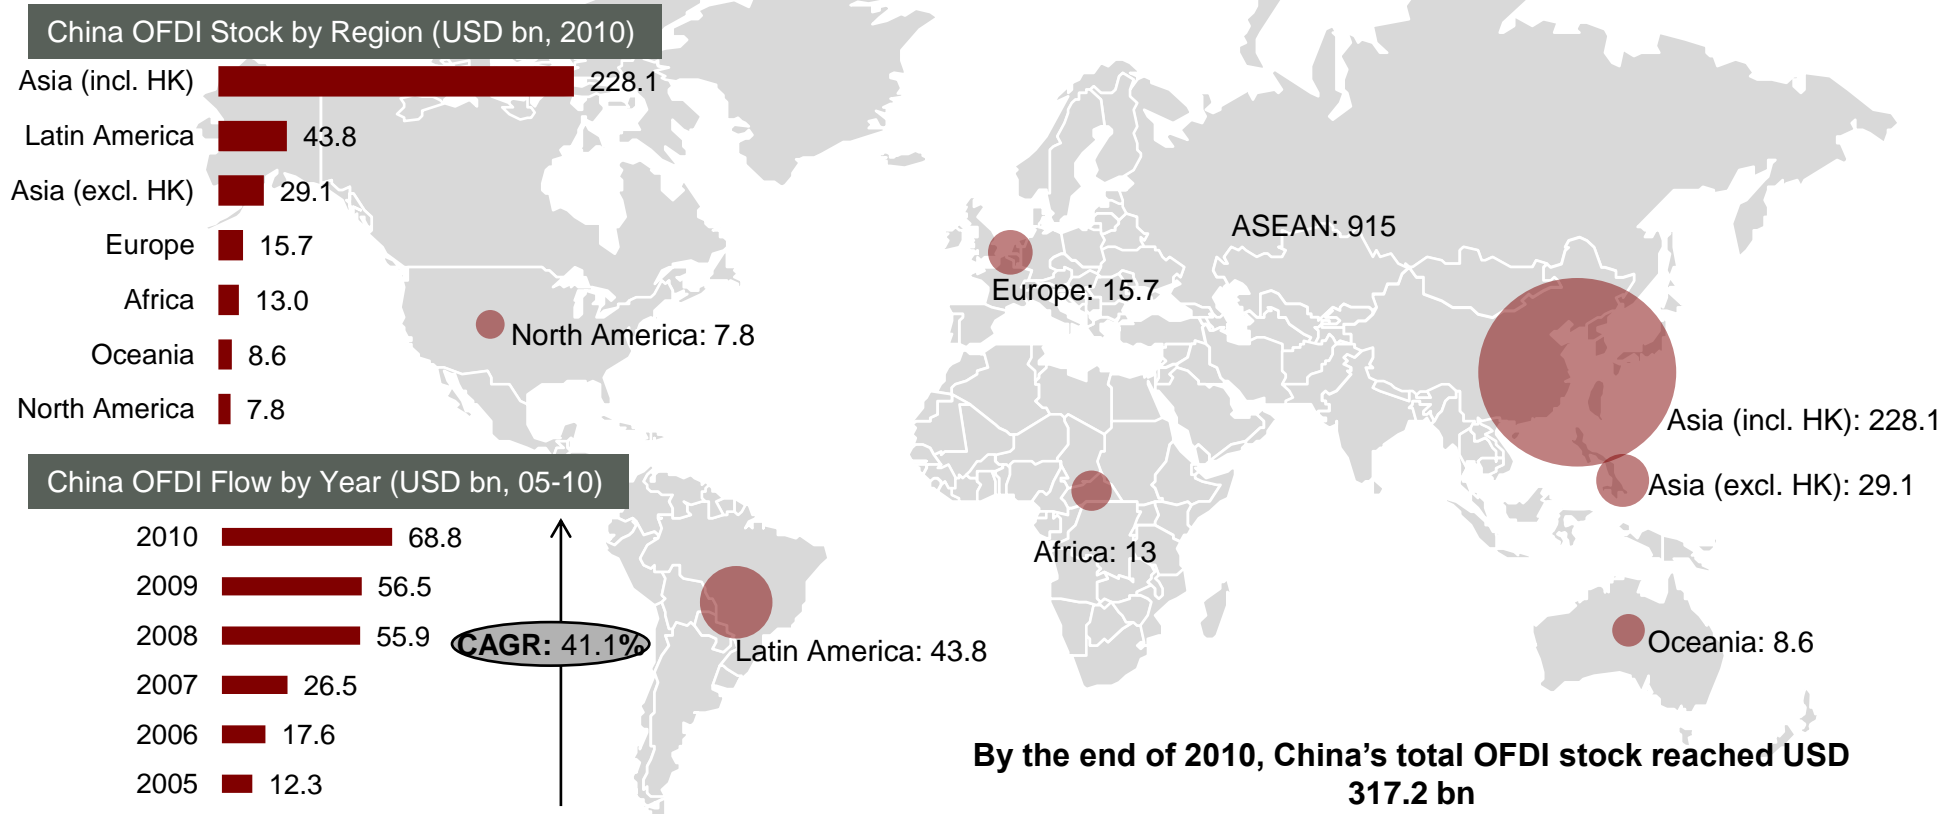 China OFDI Stock by Region (USD bn, 2010)
Asia (incl. HK) 228.1
Latin America 43.8
Asia (excl. HK) 29.1
Europe 15.7
Africa 13.0
Oceania 8.6
North America 7.8
China OFDI Flow by Year (USD bn, 05-10)
2010 68.8
2009 56.5
2008 55.9
2007 26.5
2006 17.6
2005 12.3
CAGR: 41.1%
ASEAN: 915
Europe: 15.7
North America: 7.8
Asia (incl. HK): 228.1
Asia (excl. HK): 29.1
Africa: 13
Latin America: 43.8
Oceania: 8.6
By the end of 2010, China’s total OFDI stock reached USD
317.2 bn